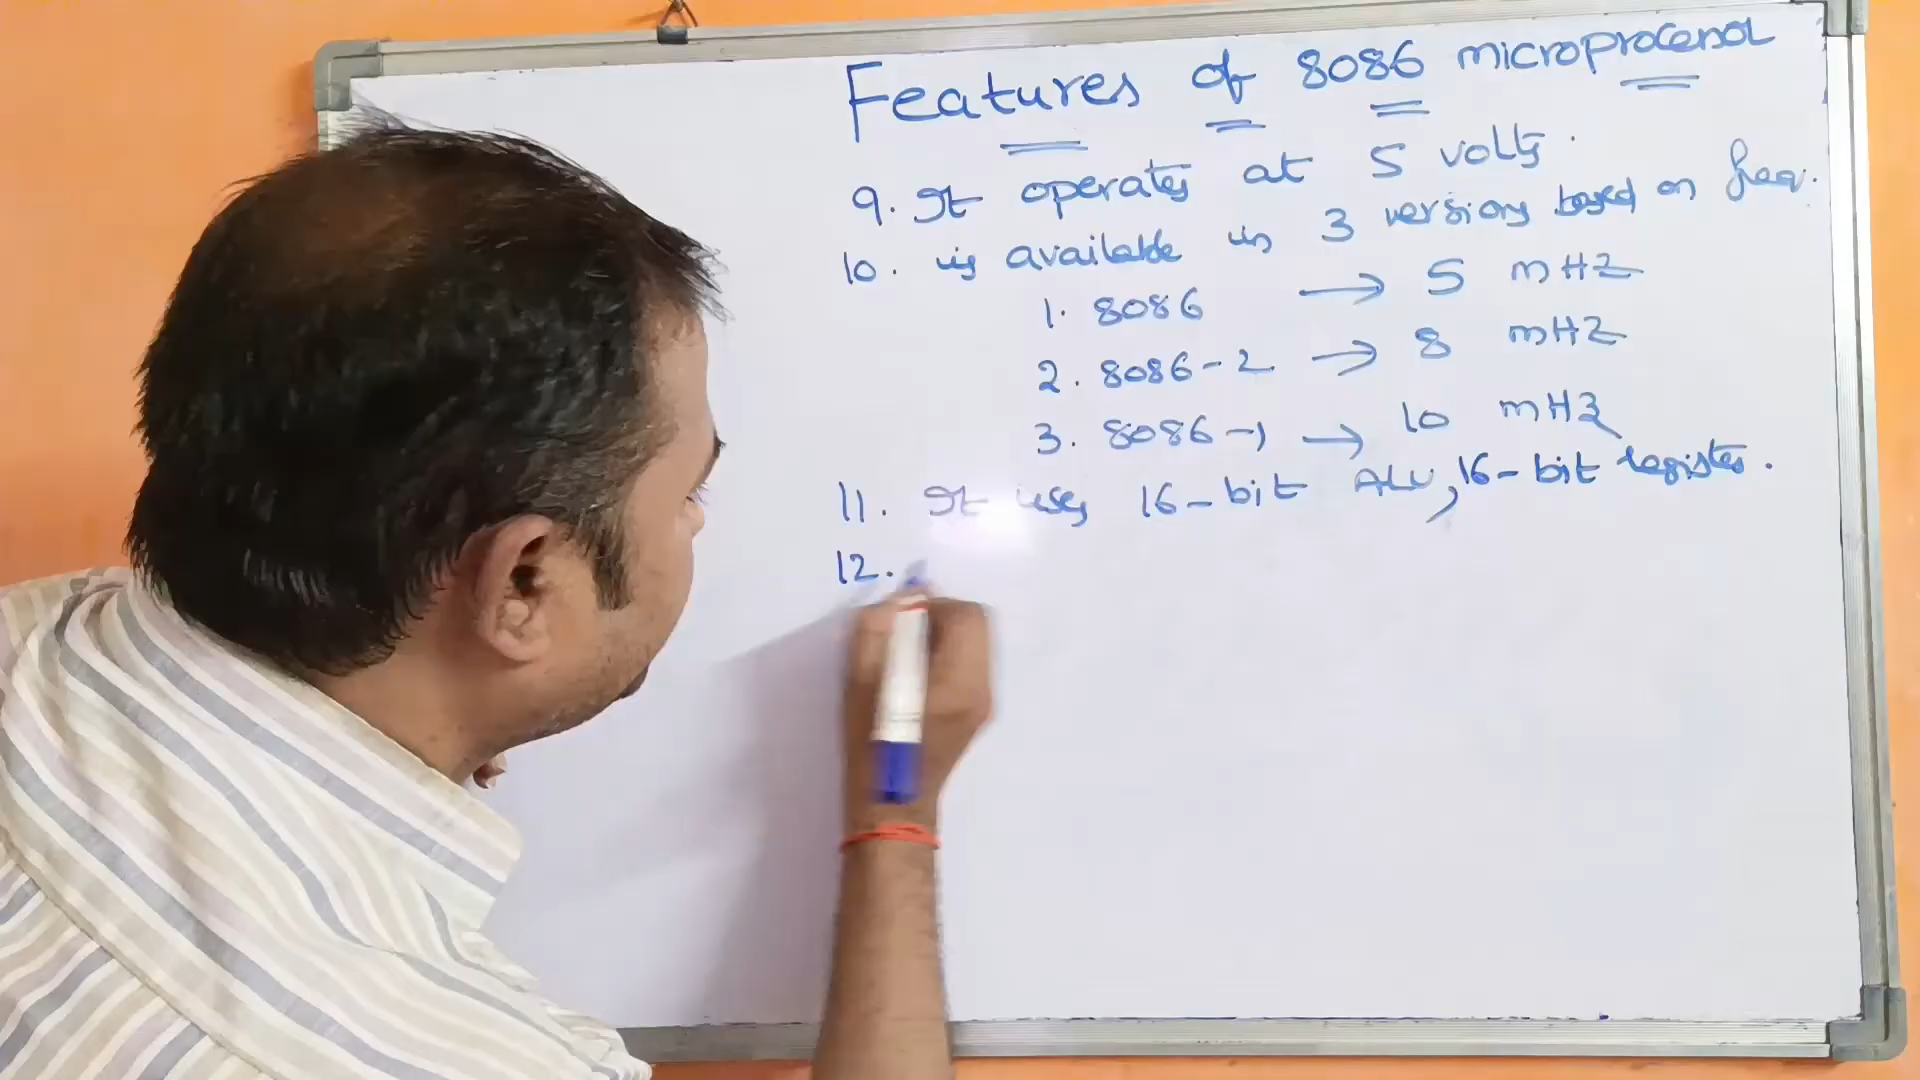 Features of 8086 microprocessor
9. It operates at 5 volts.
10. is available in 3 versions based on freq.
1. 8086 → 5 mHz
2. 8086-2 → 8 mHz
3. 8086-1 → 10 mHz
11. It uses 16-bit ALU, 16-bit register.
12.